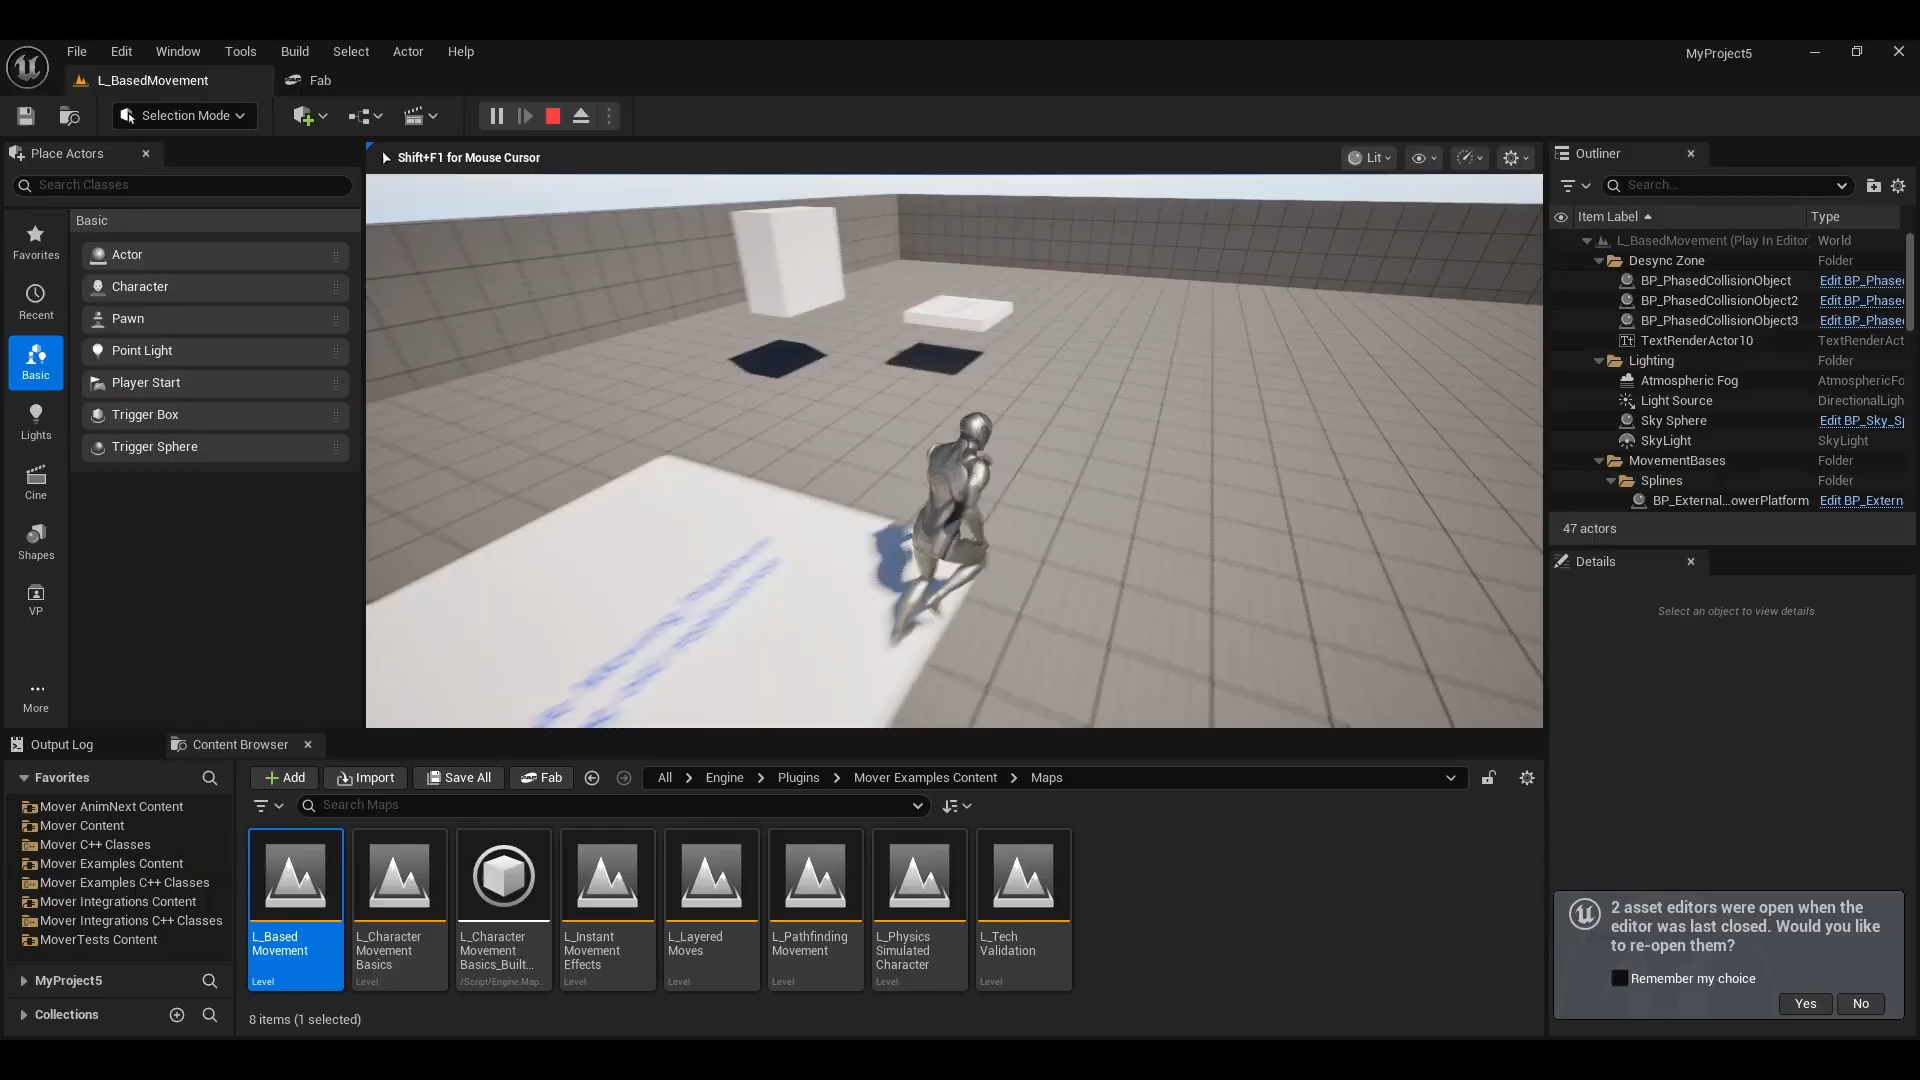 File Edit Window Tools Build Select Actor Help
MyProject5
L_BasedMovement
Fab
Selection Mode
Place Actors
Search Classes
Favorites
Recent
Basic
Lights
Cine
Shapes
VP
More
Basic
Actor
Character
Pawn
Point Light
Player Start
Trigger Box
Trigger Sphere
Shift+F1 for Mouse Cursor
Lit
Outliner
Search...
Item Label Type
L_BasedMovement (Play In Editor) World
Desync Zone Folder
BP_PhasedCollisionObject Edit BP_Phase
BP_PhasedCollisionObject2 Edit BP_Phase
BP_PhasedCollisionObject3 Edit BP_Phase
Tt TextRenderActor10 TextRenderAct
Lighting Folder
Atmospheric Fog AtmosphericFo
Light Source DirectionalLigh
Sky Sphere Edit BP_Sky_Sp
SkyLight SkyLight
MovementBases Folder
Splines Folder
BP_External...owerPlatform Edit BP_Extern
47 actors
Details
Select an object to view details
Output Log
Content Browser
Favorites
Mover AnimNext Content
Mover Content
Mover C++ Classes
Mover Examples Content
Mover Examples C++ Classes
Mover Integrations Content
Mover Integrations C++ Classes
MoverTests Content
MyProject5
Collections
Add Import Save All Fab
All > Engine > Plugins > Mover Examples Content > Maps
Search Maps
L_Based
Movement
Level
L_Character
Movement
Basics
Level
L_Character
Movement
Basics_Built...
/Script/Engine.Map...
L_Instant
Movement
Effects
Level
L_Layered
Moves
Level
L_Pathfinding
Movement
Level
L_Physics
Simulated
Character
Level
L_Tech
Validation
Level
8 items (1 selected)
2 asset editors were open when the
editor was last closed. Would you like
to re-open them?
Remember my choice
Yes No